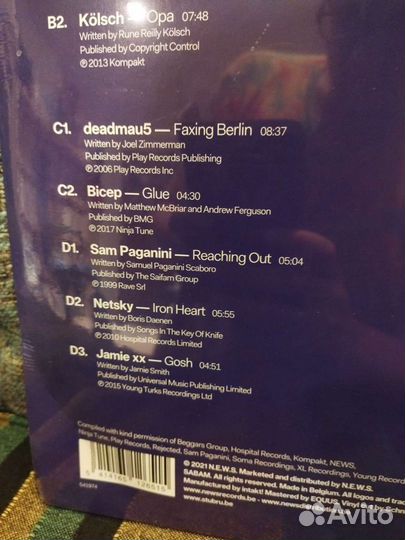 B2. Kölsch — Opa 07:48
Written by Rune Reilly Kölsch
Published by Copyright Control
℗ 2013 Kompakt
C1. deadmau5 — Faxing Berlin 08:37
Written by Joel Zimmerman
Published by Play Records Publishing
℗ 2006 Play Records Inc
C2. Bicep — Glue 04:30
Written by Matthew McBriar and Andrew Ferguson
Published by BMG
℗ 2017 Ninja Tune
D1. Sam Paganini — Reaching Out 05:04
Written by Samuel Paganini Scaboro
Published by The Saifam Group
℗ 1999 Rave Srl
D2. Netsky — Iron Heart 05:55
Written by Boris Daenen
Published by Songs In The Key Of Knife
℗ 2010 Hospital Records Limited
D3. Jamie xx — Gosh 04:51
Written by Jamie Smith
Published by Universal Music Publishing Limited
℗ 2015 Young Turks Recordings Ltd
Compiled with kind permission of Beggars Group, Hospital Records, Kompakt, NEWS,
Ninja Tune, Play Records, Rejected, Sam Paganini, Soma Recordings, XL Recordings, Young Record
5 414165 126515
541974
© 2021 N.E.W.S. Marketed and distributed by N.E.W.S.
SABAM. All rights reserved. Made in Belgium. All logos and trad
Manufactured by Intakt! Mastered by EQUUS. Vinyl
www.newsrecords.be – www.newsdistribution
www.stubru.be
Avito